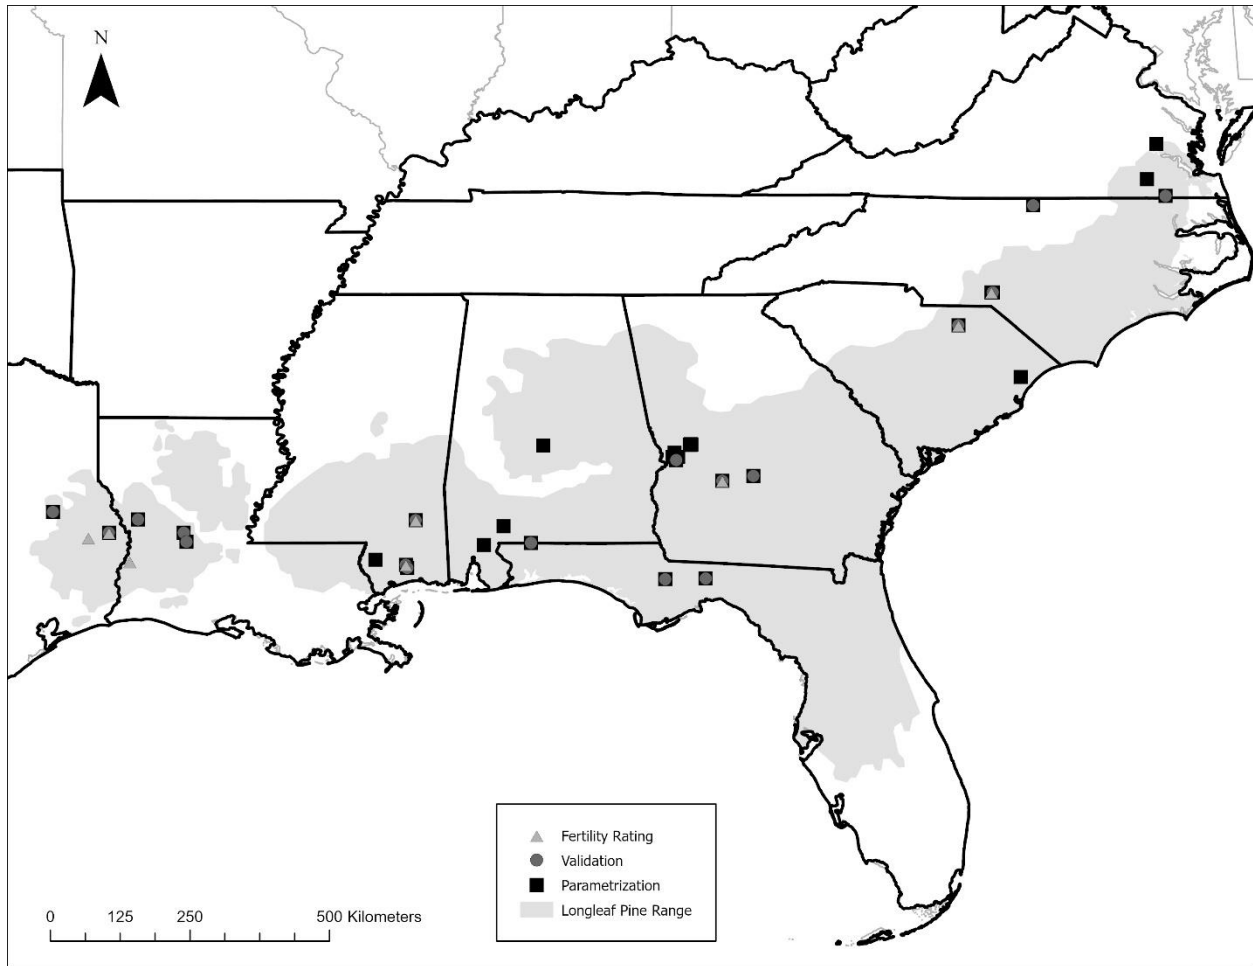 N
Fertility Rating
Validation
Parametrization
Longleaf Pine Range
0 125 250 500 Kilometers